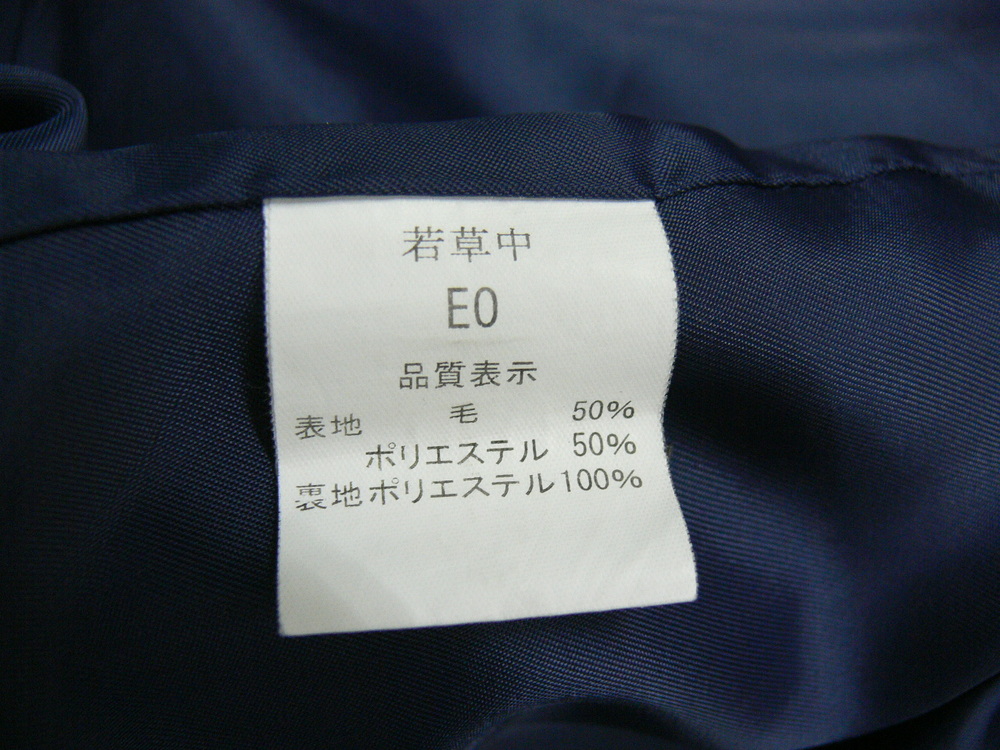 若草中
E0
品質表示
表地 毛 50%
ポリエステル 50%
裏地ポリエステル100%